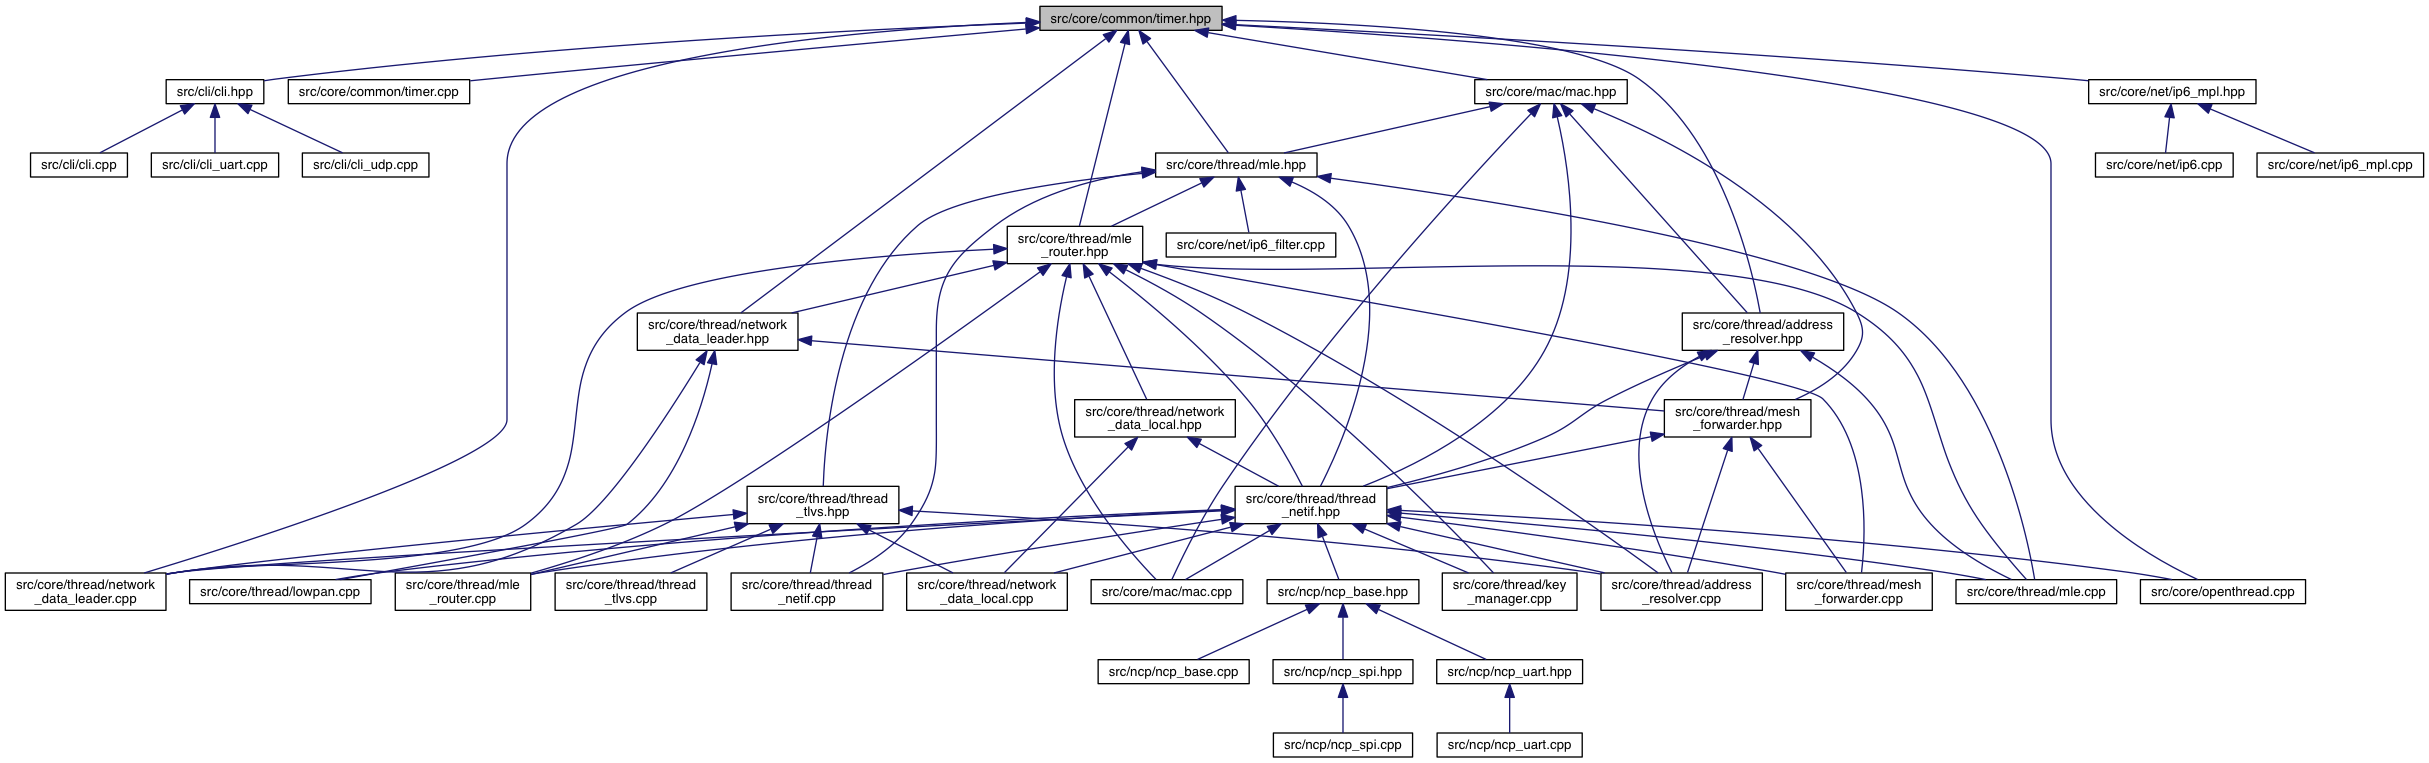 src/core/common/timer.hpp
src/cli/cli.hpp
src/core/common/timer.cpp
src/core/mac/mac.hpp
src/core/net/ip6_mpl.hpp
src/cli/cli.cpp
src/cli/cli_uart.cpp
src/cli/cli_udp.cpp
src/core/thread/mle.hpp
src/core/net/ip6.cpp
src/core/net/ip6_mpl.cpp
src/core/thread/mle
_router.hpp
src/core/net/ip6_filter.cpp
src/core/thread/network
_data_leader.hpp
src/core/thread/address
_resolver.hpp
src/core/thread/network
_data_local.hpp
src/core/thread/mesh
_forwarder.hpp
src/core/thread/thread
_tlvs.hpp
src/core/thread/thread
_netif.hpp
src/core/thread/network
_data_leader.cpp
src/core/thread/lowpan.cpp
src/core/thread/mle
_router.cpp
src/core/thread/thread
_tlvs.cpp
src/core/thread/thread
_netif.cpp
src/core/thread/network
_data_local.cpp
src/core/mac/mac.cpp
src/ncp/ncp_base.hpp
src/core/thread/key
_manager.cpp
src/core/thread/address
_resolver.cpp
src/core/thread/mesh
_forwarder.cpp
src/core/thread/mle.cpp
src/core/openthread.cpp
src/ncp/ncp_base.cpp
src/ncp/ncp_spi.hpp
src/ncp/ncp_uart.hpp
src/ncp/ncp_spi.cpp
src/ncp/ncp_uart.cpp